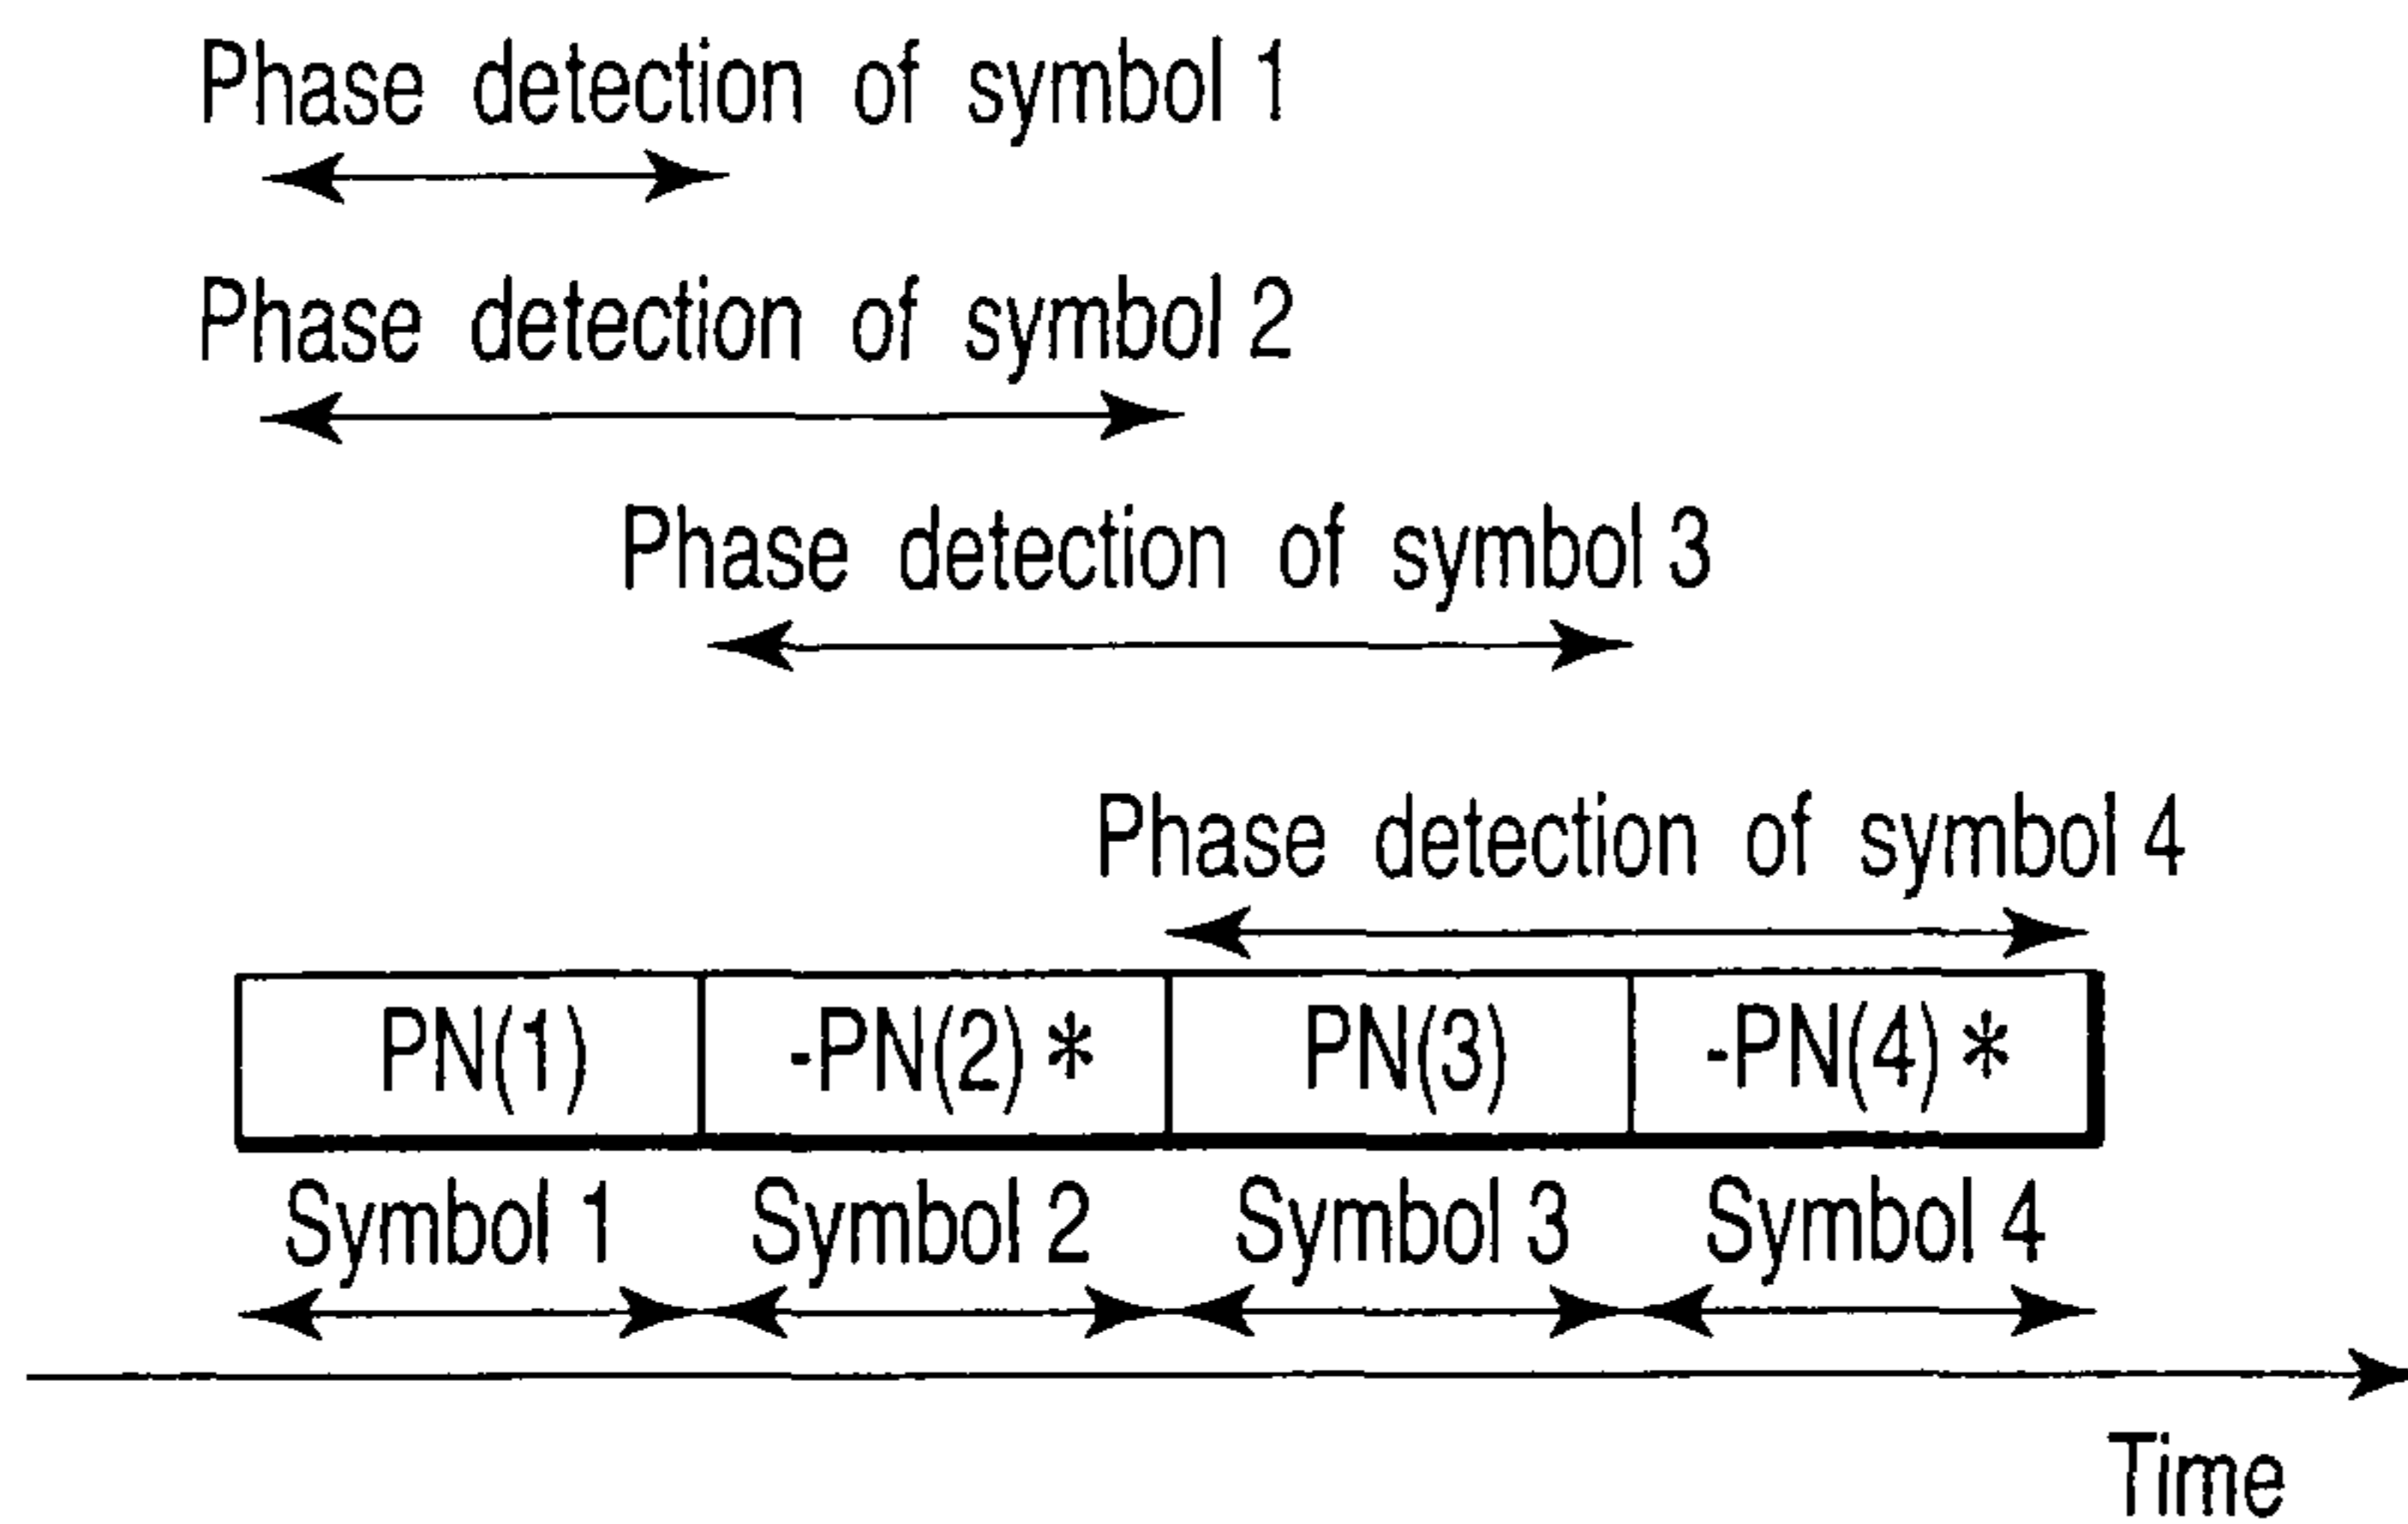 Phase detection of symbol 1
Phase detection of symbol 2
Phase detection of symbol 3
Phase detection of symbol 4
PN(1) -PN(2)* PN(3) -PN(4)*
Symbol 1 Symbol 2 Symbol 3 Symbol 4
Time